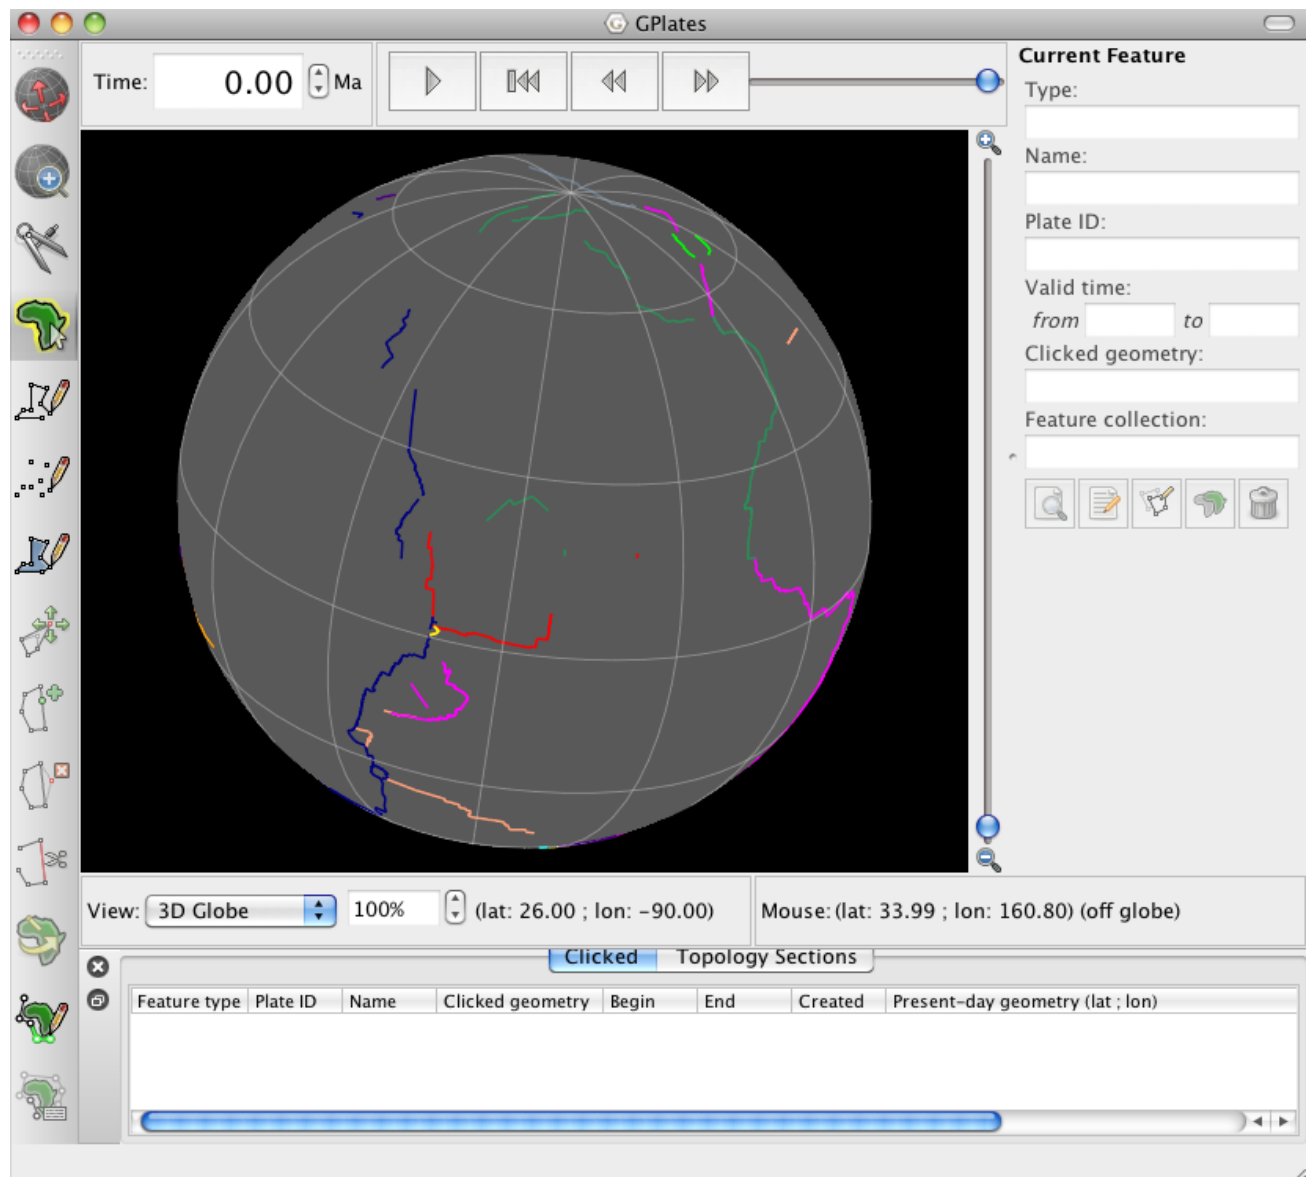 GPlates
Time: 0.00 Ma
Current Feature
Type:
Name:
Plate ID:
Valid time:
from to
Clicked geometry:
Feature collection:
View: 3D Globe 100% (lat: 26.00 ; lon: -90.00) Mouse: (lat: 33.99 ; lon: 160.80) (off globe)
Clicked Topology Sections
Feature type Plate ID Name Clicked geometry Begin End Created Present-day geometry (lat ; lon)